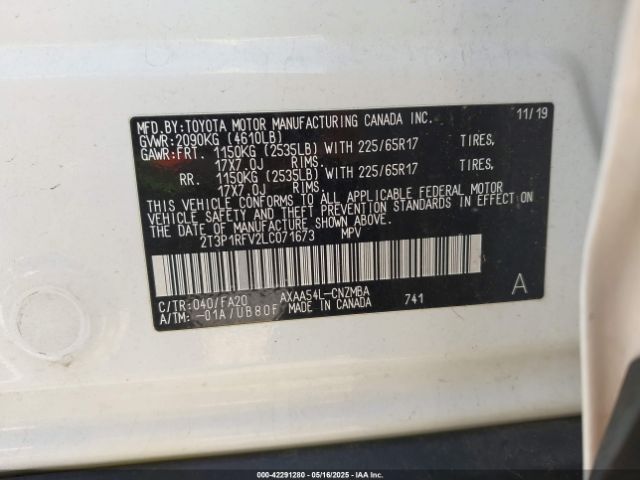 MFD.BY:TOYOTA MOTOR MANUFACTURING CANADA INC. 11/19
GVWR:2090KG (4610LB)
GAWR:FRT. 1150KG (2535LB) WITH 225/65R17 TIRES,
17X7.0J RIMS.
RR. 1150KG (2535LB) WITH 225/65R17 TIRES,
17X7.0J RIMS.
THIS VEHICLE CONFORMS TO ALL APPLICABLE FEDERAL MOTOR
VEHICLE SAFETY AND THEFT PREVENTION STANDARDS IN EFFECT ON
THE DATE OF MANUFACTURE SHOWN ABOVE.
2T3P1RFV2LC071673 MPV
C/TR:040/FA20 AXAA54L-CNZMBA 741 A
A/TM: -01A/UB80F MADE IN CANADA
000-42291280 - 05/16/2025 - IAA Inc.